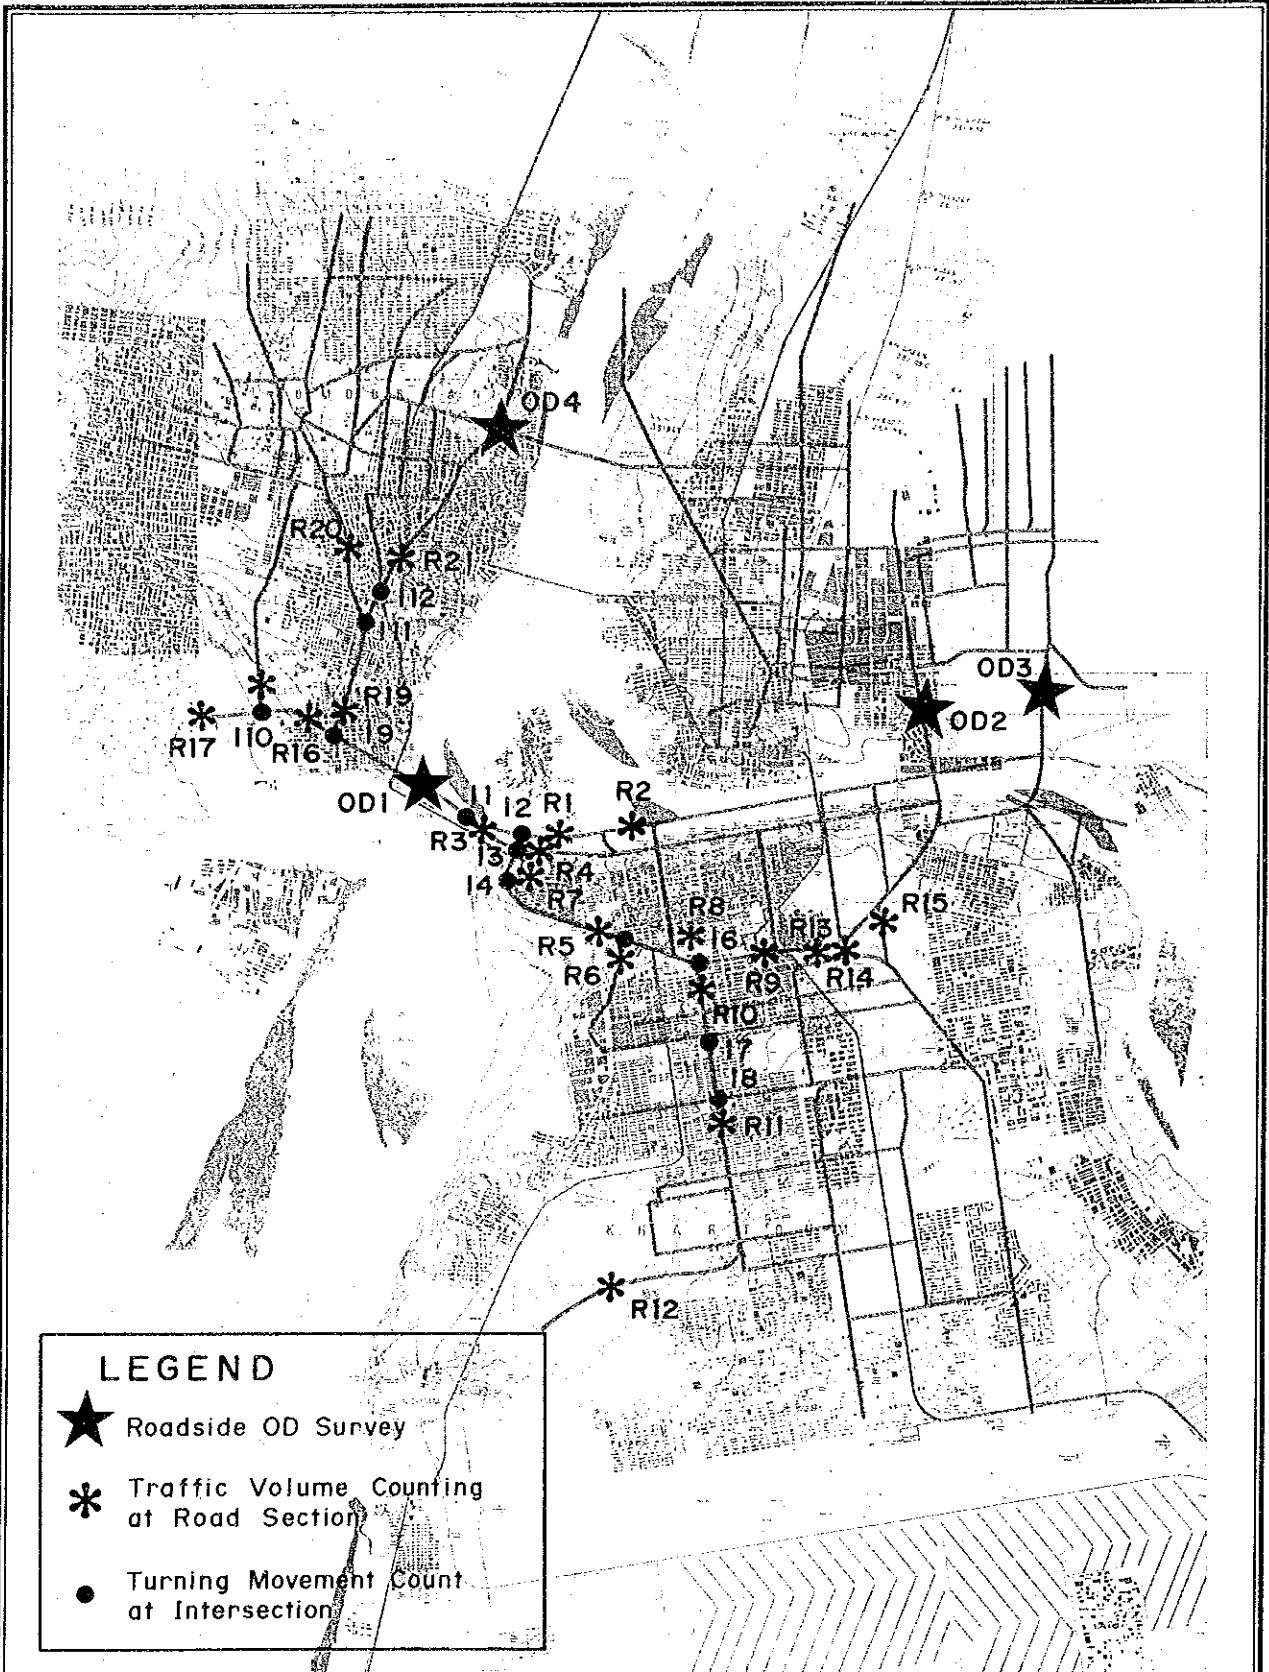 OD4
R20
R21
I12
I11
OD3
OD2
R19
I9
R17
I10
R16
OD1
I1
I2
R1
R2
R3
I3
R4
I4
R7
R5
R6
R8
I6
R9
R13
R14
R15
R10
I7
I8
R11
KHARTOUM
R12
LEGEND
Roadside OD Survey
Traffic Volume Counting
at Road Section
Turning Movement Count
at Intersection